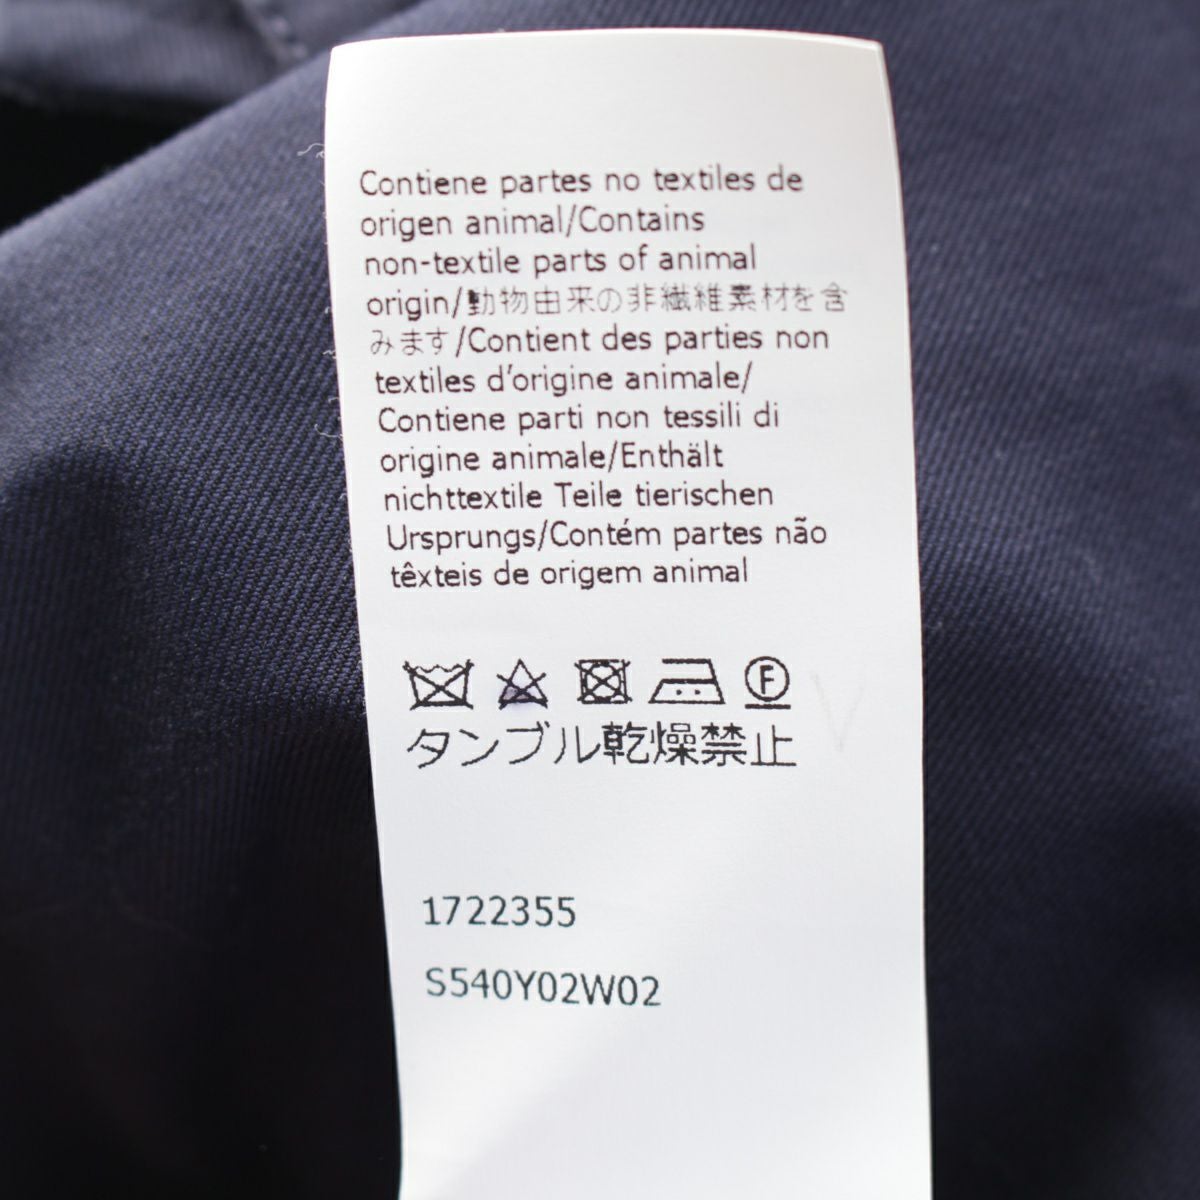 Contiene partes no textiles de
origen animal/Contains
non-textile parts of animal
origin/動物由来の非繊維素材を含
みます/Contient des parties non
textiles d’origine animale/
Contiene parti non tessili di
origine animale/Enthält
nichttextile Teile tierischen
Ursprungs/Contém partes não
têxteis de origem animal
F
タンブル乾燥禁止
1722355
S540Y02W02